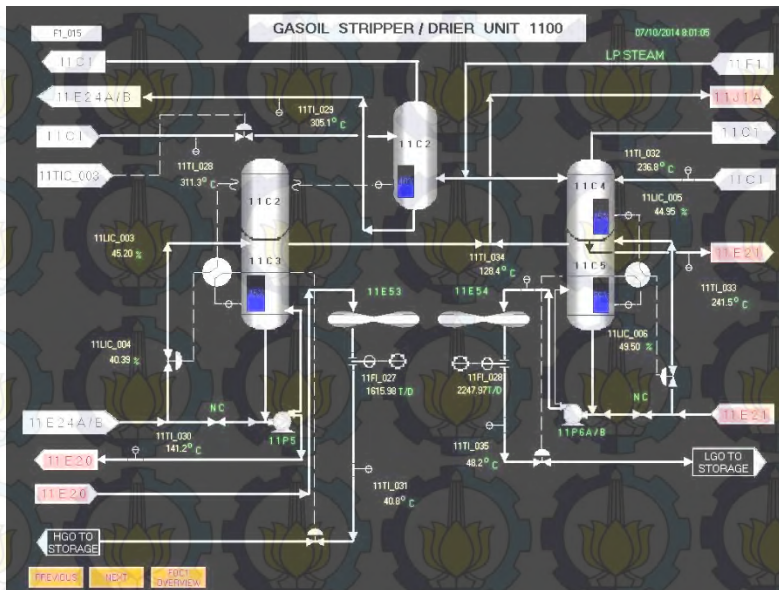 F1_015
GASOIL STRIPPER / DRIER UNIT 1100
07/10/2014 8:01:05
11C1
LP STEAM
11F1
11E24A/B
11TI_029
305.1° C
11J1A
11C1
11C2
11C1
11TI_028
311.3° C
11TI_032
236.8° C
11TIC_003
11C2
11C4
11C1
11LIC_005
44.95 %
11LIC_003
45.20 %
11C3
11TI_034
128.4° C
11C5
11E21
11E53
11E54
11TI_033
241.5° C
11LIC_004
40.39 %
11LIC_006
49.50 %
11FI_027
1615.98 T/D
11FI_028
2247.97 T/D
NC
NC
11E24A/B
11P5
11P6A/B
11E21
11TI_030
141.2° C
11TI_035
48.2° C
11E20
LGO TO
STORAGE
11E20
11TI_031
40.8° C
HGO TO
STORAGE
PREVIOUS
NEXT
OVERVIEW